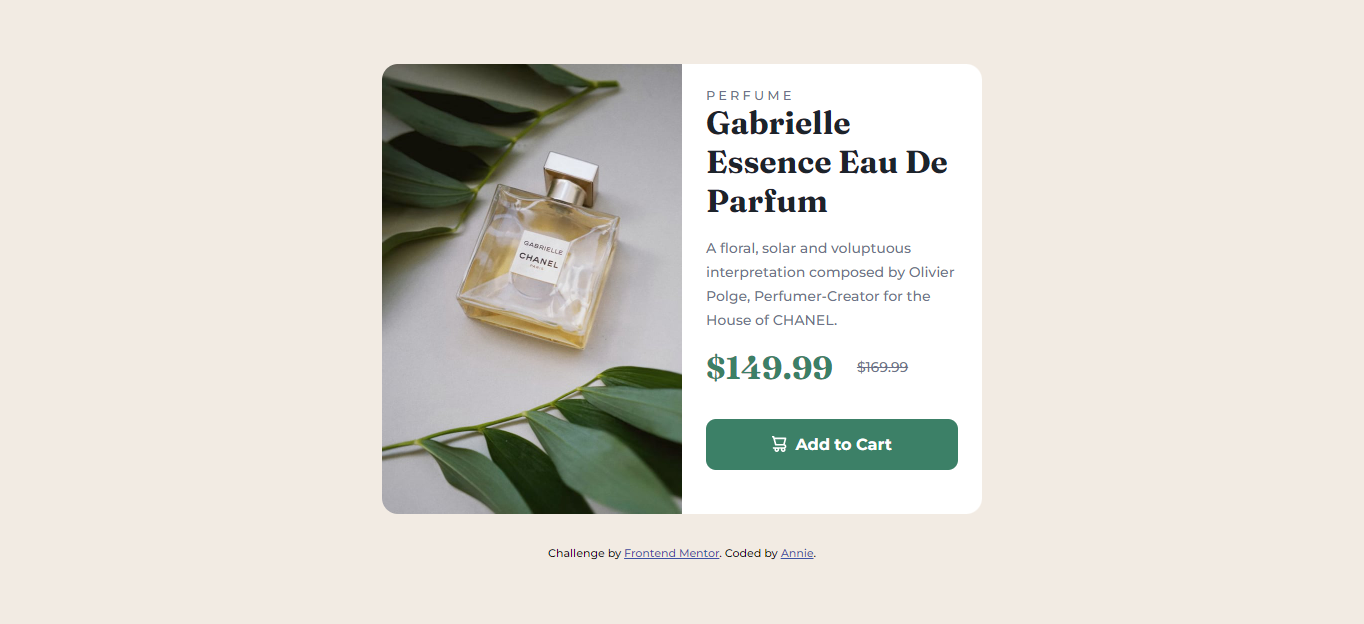 GABRIELLE
CHANEL
PARIS
PERFUME
Gabrielle
Essence Eau De
Parfum
A floral, solar and voluptuous
interpretation composed by Olivier
Polge, Perfumer-Creator for the
House of CHANEL.
$149.99 $169.99
Add to Cart
Challenge by Frontend Mentor. Coded by Annie.